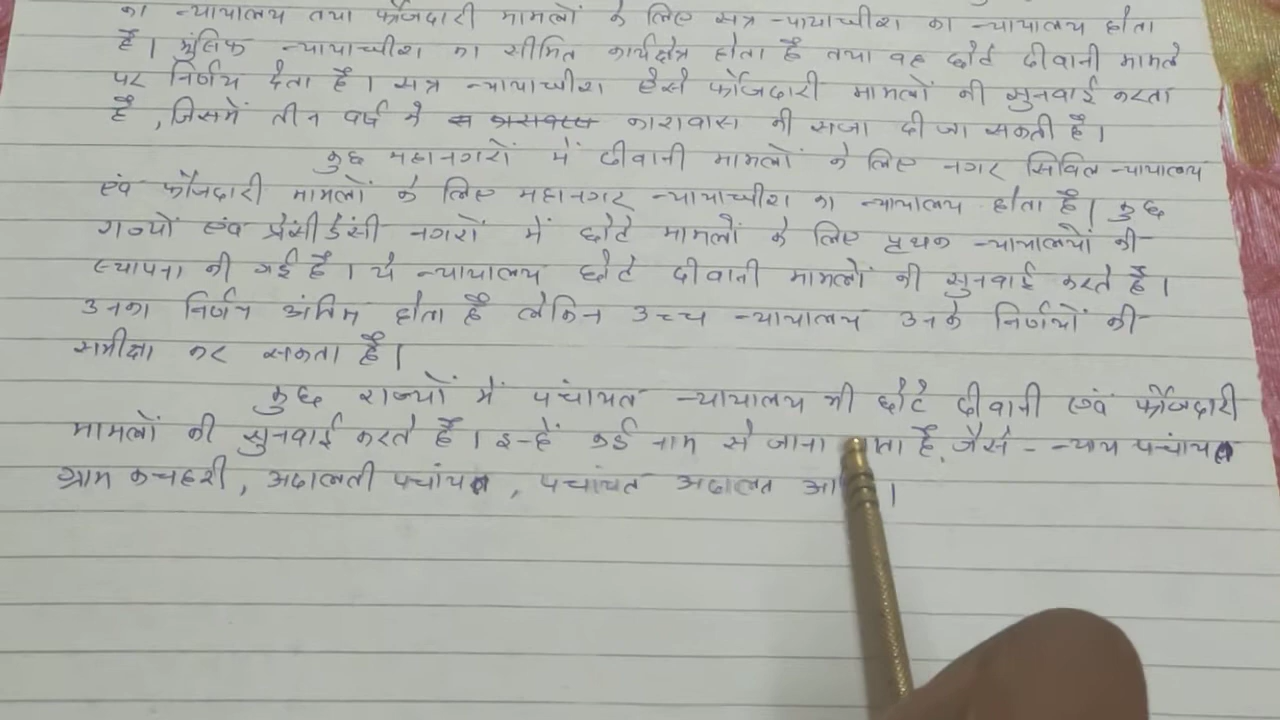 का न्यायालय तथा फौजदारी मामलों के लिए सत्र न्यायाधीश का न्यायालय होता
है। मुंसिफ न्यायाधीश का सीमित कार्यक्षेत्र होता है तथा वह छोटे दीवानी मामले
पर निर्णय देता है। सत्र न्यायाधीश ऐसे फौजदारी मामलों की सुनवाई करता
है, जिसमें तीन वर्ष के कारावास की सजा दी जा सकती है।
कुछ महानगरों में दीवानी मामलों के लिए नगर सिविल न्यायालय
एवं फौजदारी मामलों के लिए महानगर न्यायाधीश का न्यायालय होता है। कुछ
राज्यों एवं प्रेसीडेंसी नगरों में छोटे मामलों के लिए पृथक न्यायालयों की
स्थापना की गई है। ये न्यायालय छोटे दीवानी मामलों की सुनवाई करते है।
उनका निर्णय अंतिम होता है लेकिन उच्च न्यायालय उनके निर्णयों की
समीक्षा कर सकता है।
कुछ राज्यों में पंचायत न्यायालय भी छोटे दीवानी एवं फौजदारी
मामलों की सुनवाई करते है। इन्हें कई नाम से जाना है, जैसे - न्याय पंचायत
ग्राम कचहरी, अदालती पंचायत, पंचायत अदालत ।